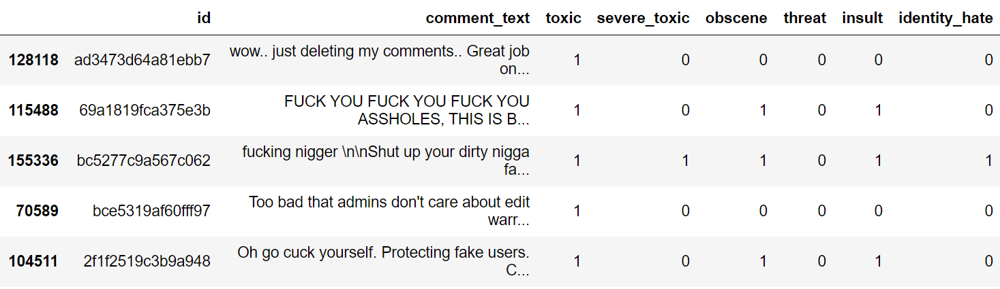 id comment_text toxic severe_toxic obscene threat insult identity_hate
128118 ad3473d64a81ebb7 wow.. just deleting my comments.. Great job 1 0 0 0 0 0
on...
115488 69a1819fca375e3b FUCK YOU FUCK YOU FUCK YOU 1 0 1 0 1 0
ASSHOLES, THIS IS B...
155336 bc5277c9a567c062 fucking nigger \n\nShut up your dirty nigga 1 1 1 0 1 1
fa...
70589 bce5319af60fff97 Too bad that admins don't care about edit 1 0 0 0 0 0
warr...
104511 2f1f2519c3b9a948 Oh go cuck yourself. Protecting fake users. 1 0 1 0 1 0
C...